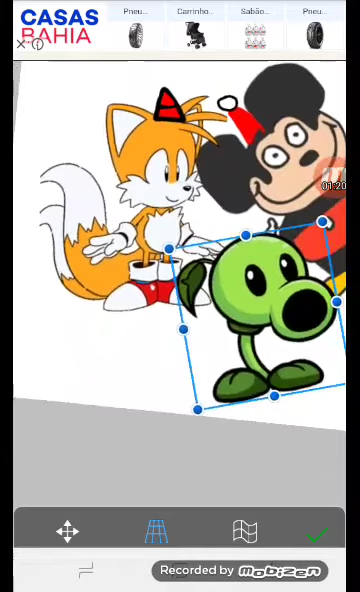 CASAS
BAHIA
Pneu...
Carrinho...
Sabão...
Pneu...
01:20
Recorded by mobizen